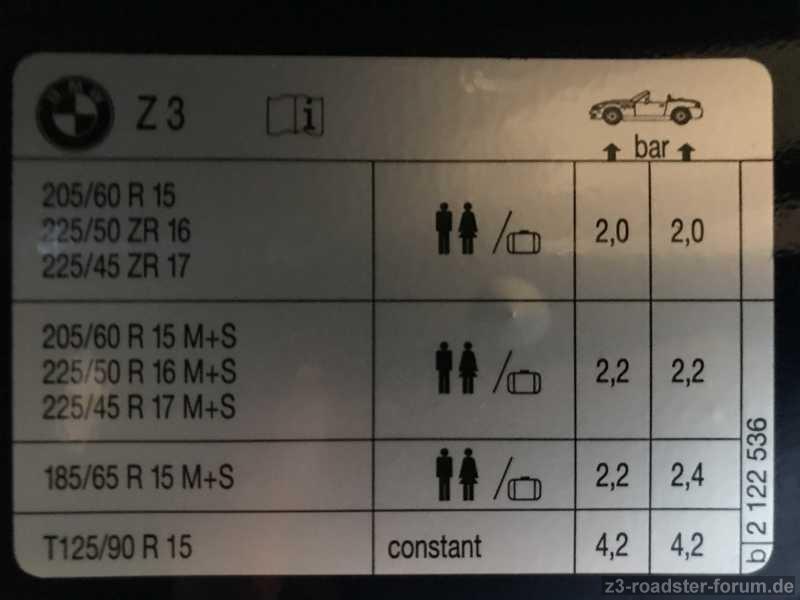 BMW Z 3 i
bar
205/60 R 15
225/50 ZR 16
225/45 ZR 17
2,0 2,0
205/60 R 15 M+S
225/50 R 16 M+S
225/45 R 17 M+S
2,2 2,2
185/65 R 15 M+S
2,2 2,4
T125/90 R 15 constant 4,2 4,2
b 2 122 536
z3-roadster-forum.de